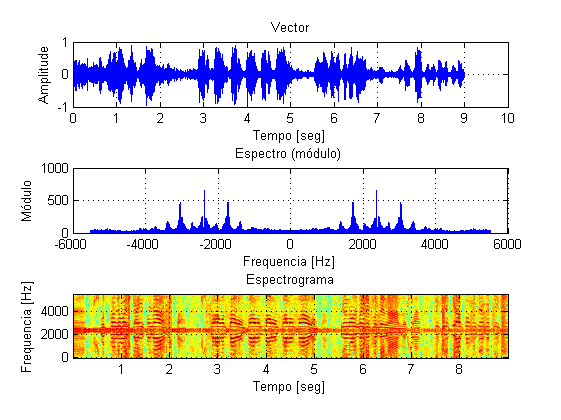 Vector
1
0
-1
Amplitude
0 1 2 3 4 5 6 7 8 9 10
Tempo [seg]
Espectro (módulo)
1000
500
0
Módulo
-6000 -4000 -2000 0 2000 4000 6000
Frequencia [Hz]
Espectrograma
4000
2000
0
Frequencia [Hz]
1 2 3 4 5 6 7 8
Tempo [seg]